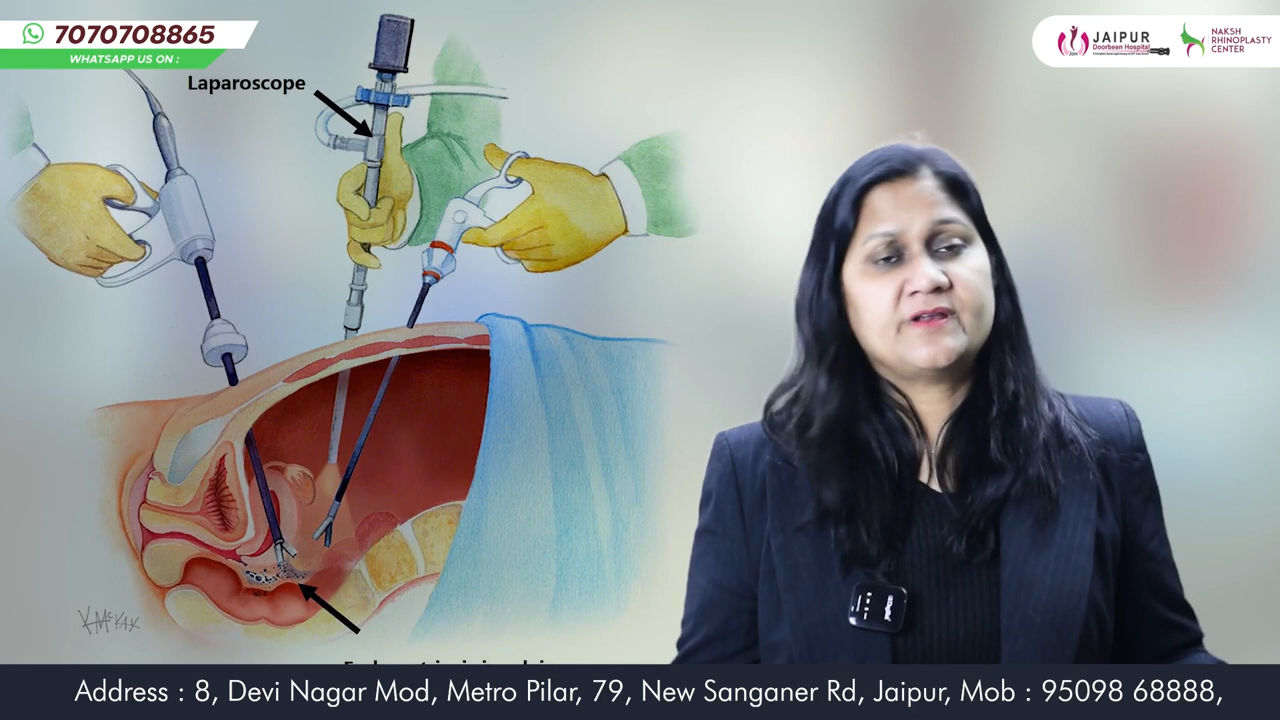 7070708865
WHATSAPP US ON :
JAIPUR
Doorbeen Hospital
NAKSH
RHINOPLASTY
CENTER
Laparoscope
Address : 8, Devi Nagar Mod, Metro Pilar, 79, New Sanganer Rd, Jaipur, Mob : 95098 68888,